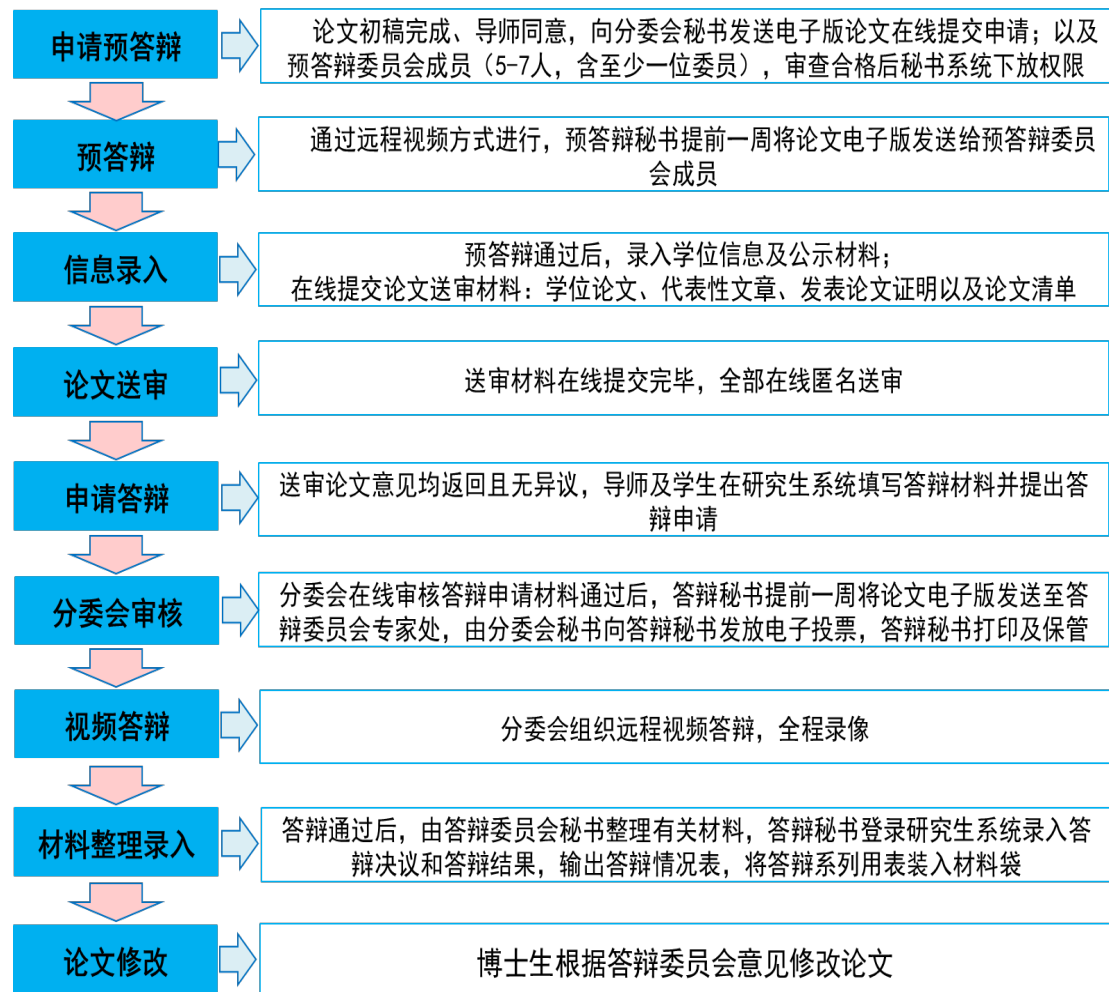 申请预答辩
论文初稿完成、导师同意，向分委会秘书发送电子版论文在线提交申请；以及
预答辩委员会成员（5-7人，含至少一位委员），审查合格后秘书系统下放权限
预答辩
通过远程视频方式进行，预答辩秘书提前一周将论文电子版发送给预答辩委员
会成员
信息录入
预答辩通过后，录入学位信息及公示材料；
在线提交论文送审材料：学位论文、代表性文章、发表论文证明以及论文清单
论文送审
送审材料在线提交完毕，全部在线匿名送审
申请答辩
送审论文意见均返回且无异议，导师及学生在研究生系统填写答辩材料并提出答
辩申请
分委会审核
分委会在线审核答辩申请材料通过后，答辩秘书提前一周将论文电子版发送至答
辩委员会专家处，由分委会秘书向答辩秘书发放电子投票，答辩秘书打印及保管
视频答辩
分委会组织远程视频答辩，全程录像
材料整理录入
答辩通过后，由答辩委员会秘书整理有关材料，答辩秘书登录研究生系统录入答
辩决议和答辩结果，输出答辩情况表，将答辩系列用表装入材料袋
论文修改
博士生根据答辩委员会意见修改论文